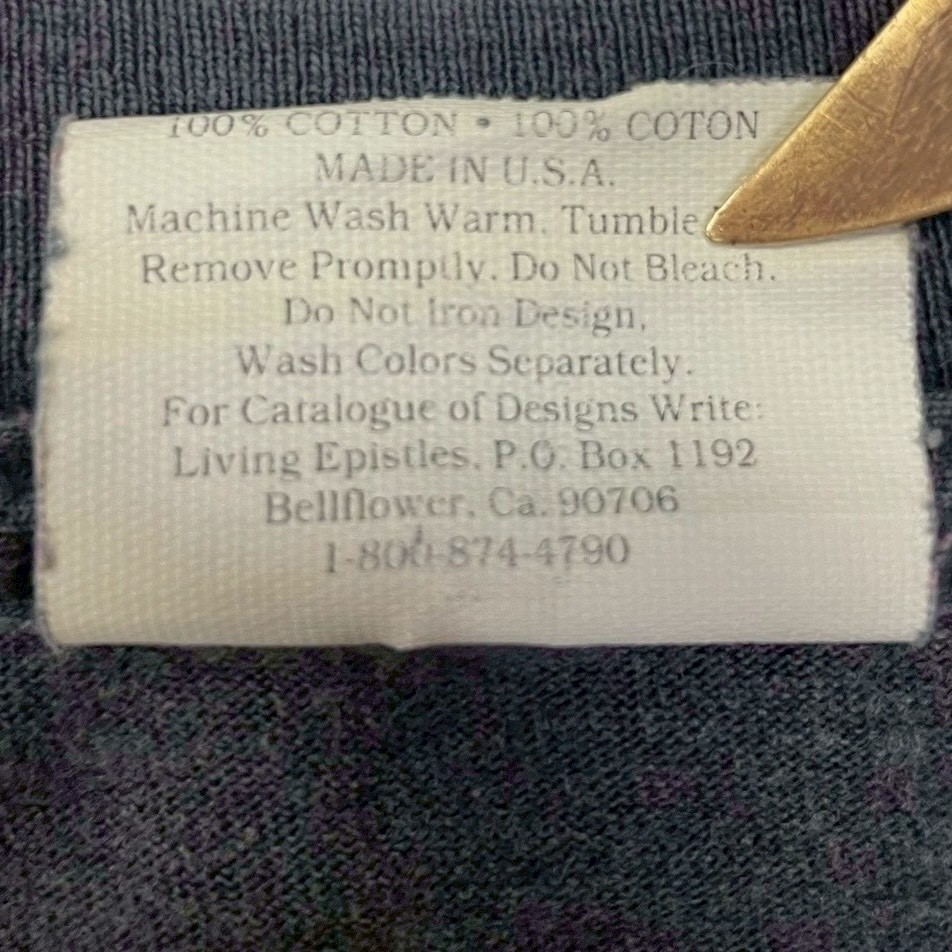 100% COTTON • 100% COTON
MADE IN U.S.A.
Machine Wash Warm. Tumble
Remove Promptly. Do Not Bleach.
Do Not Iron Design,
Wash Colors Separately.
For Catalogue of Designs Write:
Living Epistles, P.O. Box 1192
Bellflower, Ca. 90706
1-800-874-4790